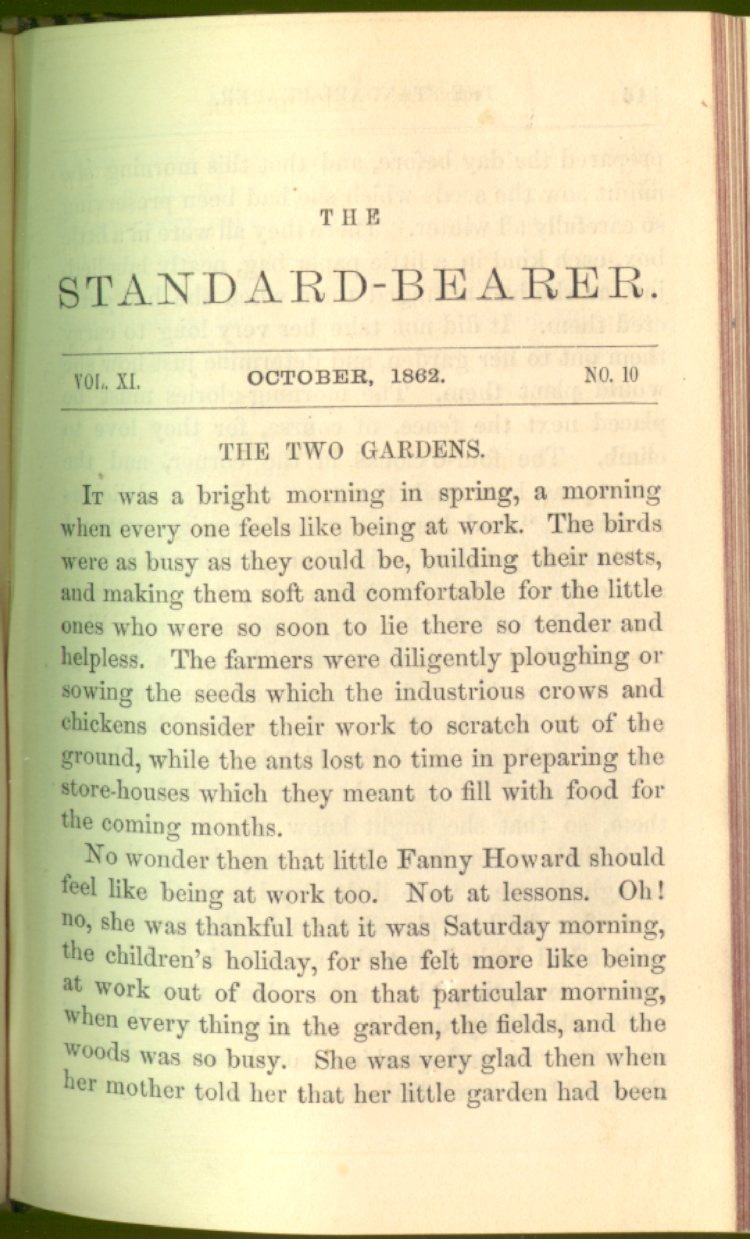 THE
STANDARD-BEARER.
VOL. XI. OCTOBER, 1862. NO. 10
THE TWO GARDENS.
IT was a bright morning in spring, a morning
when every one feels like being at work. The birds
were as busy as they could be, building their nests,
and making them soft and comfortable for the little
ones who were so soon to lie there so tender and
helpless. The farmers were diligently ploughing or
sowing the seeds which the industrious crows and
chickens consider their work to scratch out of the
ground, while the ants lost no time in preparing the
store-houses which they meant to fill with food for
the coming months.
No wonder then that little Fanny Howard should
feel like being at work too. Not at lessons. Oh!
no, she was thankful that it was Saturday morning,
the children's holiday, for she felt more like being
at work out of doors on that particular morning,
when every thing in the garden, the fields, and the
woods was so busy. She was very glad then when
her mother told her that her little garden had been